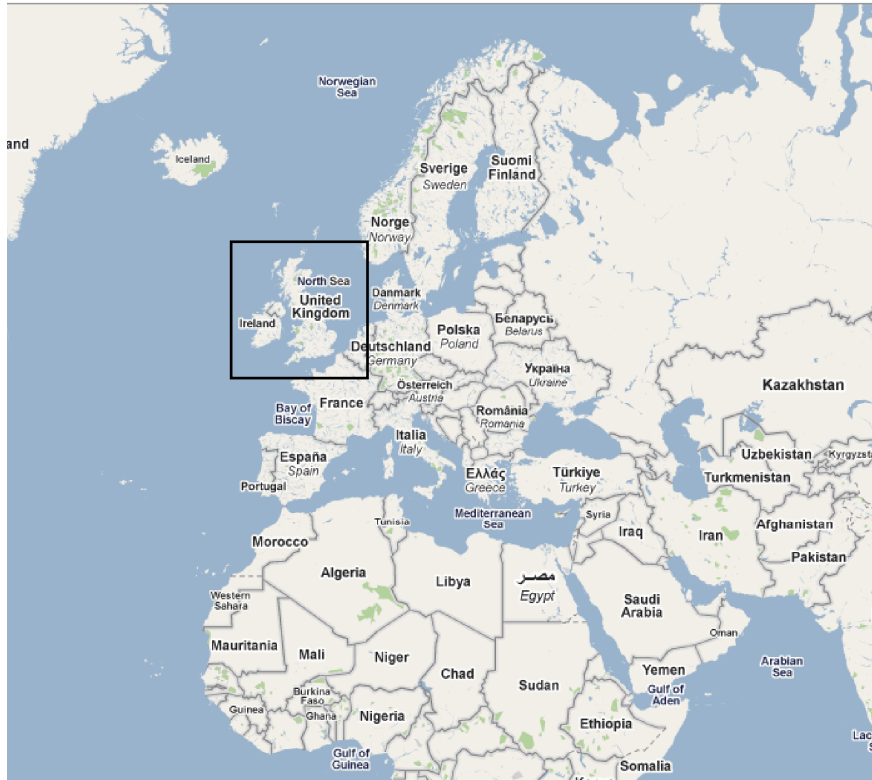 Norwegian
Sea
and
Iceland
Sverige
Sweden
Suomi
Finland
Norge
Norway
North Sea
United
Kingdom
Ireland
Danmark
Denmark
Беларусь
Belarus
Polska
Poland
Deutschland
Germany
Україна
Ukraine
Österreich
Austria
Kazakhstan
France
Bay of
Biscay
România
Romania
Italia
Italy
Uzbekistan
Kyrgyzsta
España
Spain
Portugal
Ελλάς
Greece
Türkiye
Turkey
Turkmenistan
Mediterranean
Sea
Tunisia
Syria
Iraq
Iran
Afghanistan
Pakistan
Morocco
Algeria
Libya
مصر
Egypt
Western
Sahara
Saudi
Arabia
Oman
Mauritania
Mali
Niger
Chad
Sudan
Yemen
Arabian
Sea
Gulf of
Aden
Burkina
Faso
Guinea
Ghana
Nigeria
Ethiopia
Gulf of
Guinea
Somalia
Lac